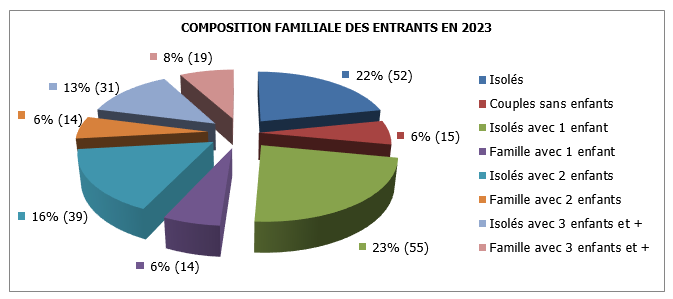 COMPOSITION FAMILIALE DES ENTRANTS EN 2023
8% (19)
22% (52)
13% (31)
6% (14)
6% (15)
16% (39)
23% (55)
6% (14)
Isolés
Couples sans enfants
Isolés avec 1 enfant
Famille avec 1 enfant
Isolés avec 2 enfants
Famille avec 2 enfants
Isolés avec 3 enfants et +
Famille avec 3 enfants et +